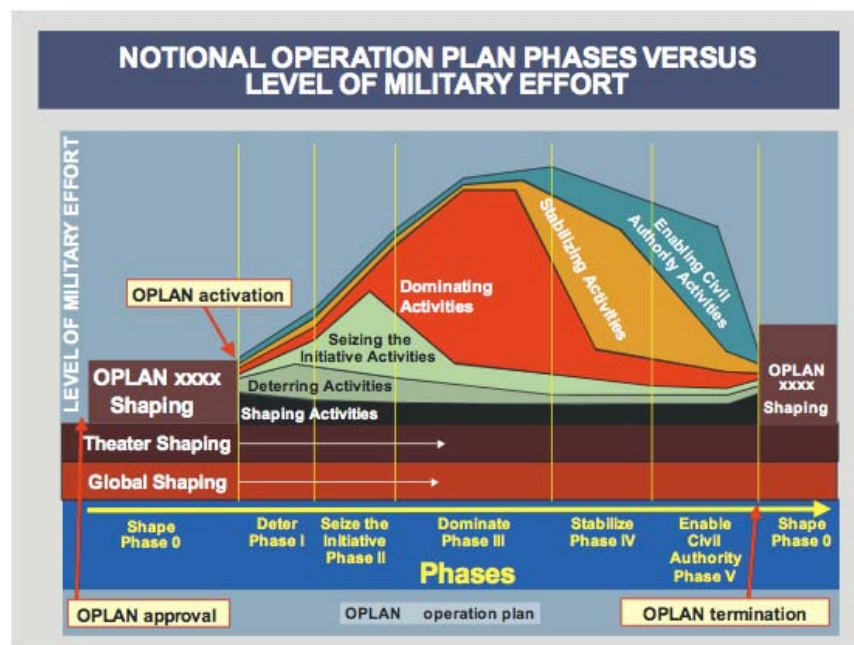 NOTIONAL OPERATION PLAN PHASES VERSUS
LEVEL OF MILITARY EFFORT
LEVEL OF MILITARY EFFORT
OPLAN activation
Enabling Civil
Authority Activities
Stabilizing Activities
Dominating
Activities
Seizing the
Initiative Activities
Deterring Activities
Shaping Activities
OPLAN xxxx
Shaping
OPLAN
xxxx
Shaping
Theater Shaping
Global Shaping
Shape
Phase 0
Deter
Phase I
Seize the
Initiative
Phase II
Dominate
Phase III
Stabilize
Phase IV
Enable
Civil
Authority
Phase V
Shape
Phase 0
Phases
OPLAN approval
OPLAN operation plan
OPLAN termination